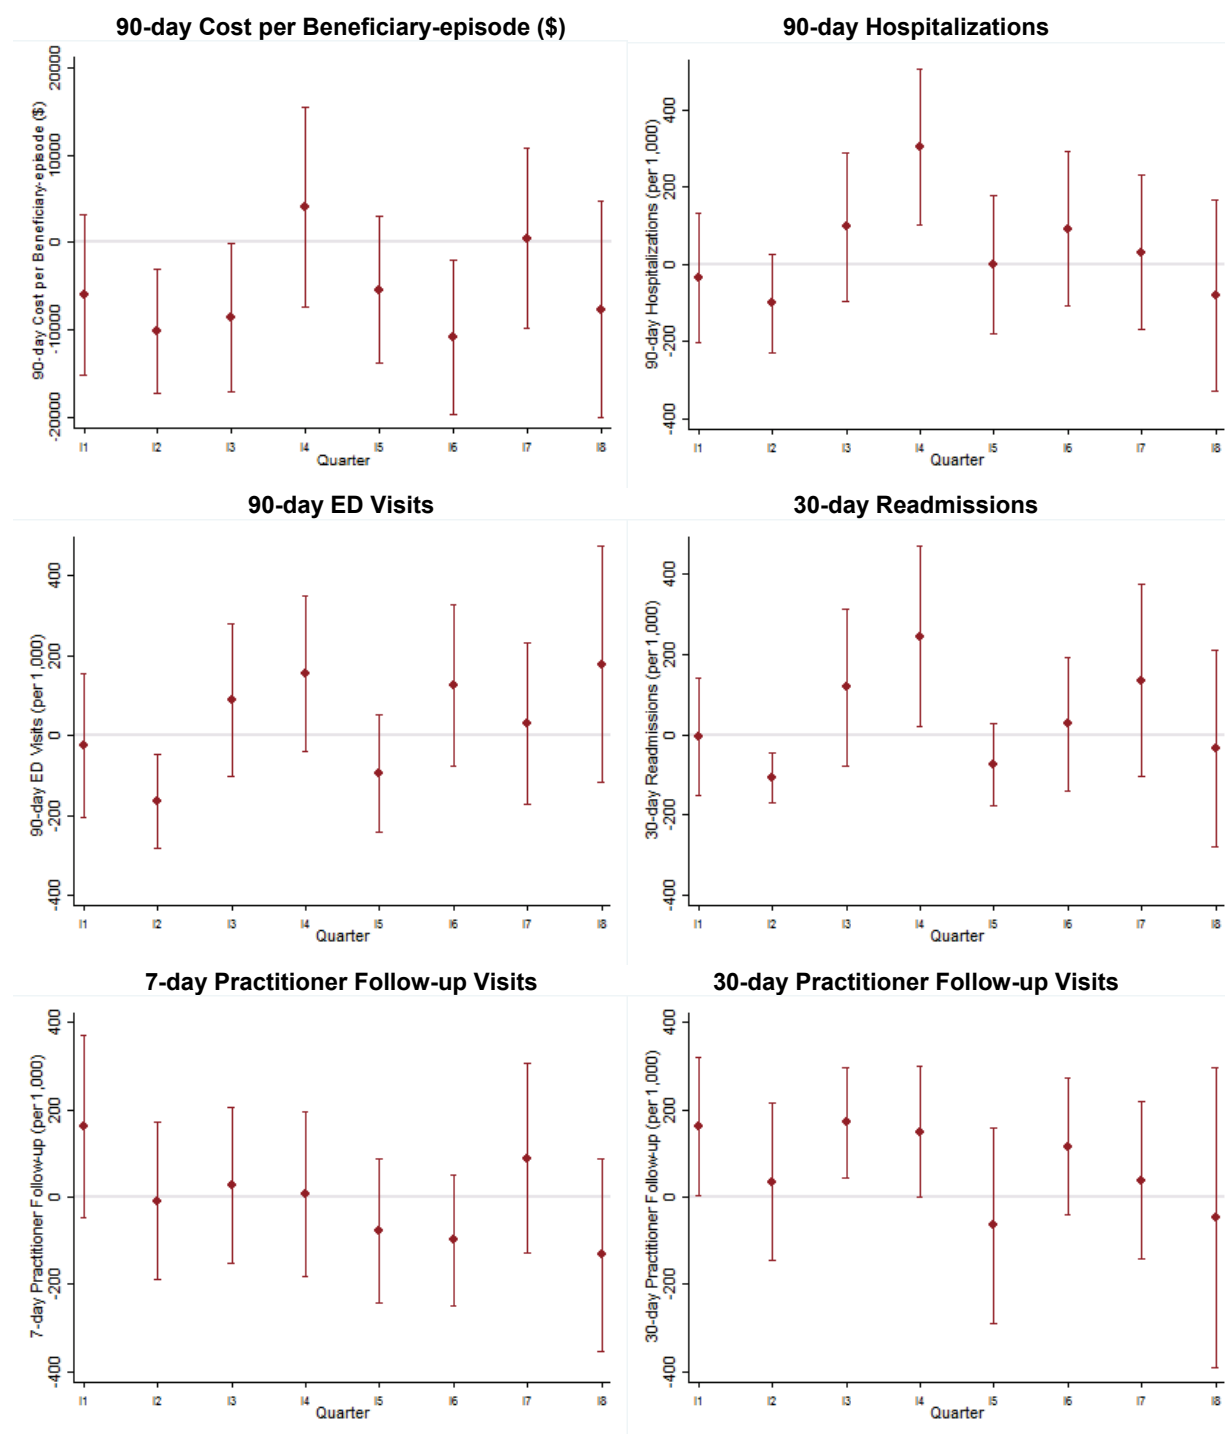 90-day Cost per Beneficiary-episode ($)
90-day Cost per Beneficiary-episode ($)
20000
10000
0
-10000
-20000
I1 I2 I3 I4 I5 I6 I7 I8
Quarter
90-day Hospitalizations
90-day Hospitalizations (per 1,000)
400
200
0
-200
-400
I1 I2 I3 I4 I5 I6 I7 I8
Quarter
90-day ED Visits
90-day ED Visits (per 1,000)
400
200
0
-200
-400
I1 I2 I3 I4 I5 I6 I7 I8
Quarter
30-day Readmissions
30-day Readmissions (per 1,000)
400
200
0
-200
-400
I1 I2 I3 I4 I5 I6 I7 I8
Quarter
7-day Practitioner Follow-up Visits
7-day Practitioner Follow-up (per 1,000)
400
200
0
-200
-400
I1 I2 I3 I4 I5 I6 I7 I8
Quarter
30-day Practitioner Follow-up Visits
30-day Practitioner Follow-up (per 1,000)
400
200
0
-200
-400
I1 I2 I3 I4 I5 I6 I7 I8
Quarter